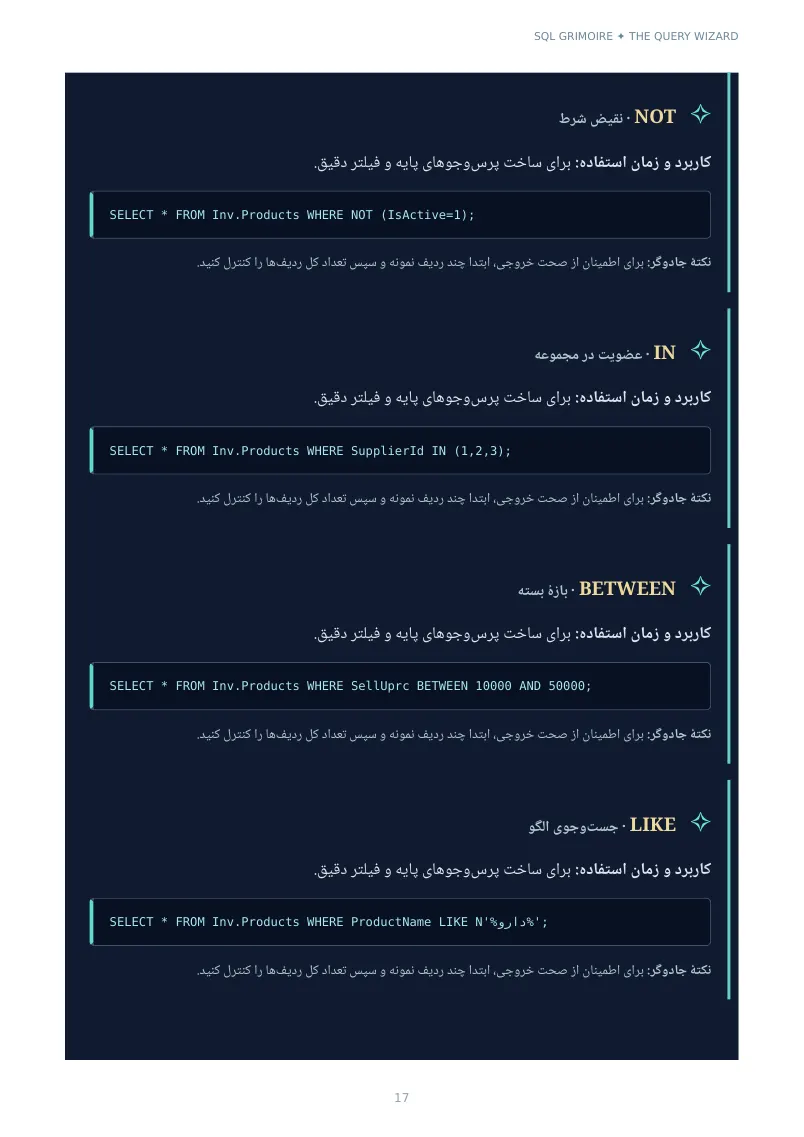 SQL GRIMOIRE ✦ THE QUERY WIZARD
NOT · نقیض شرط
کاربرد و زمان استفاده: برای ساخت پرس‌وجوهای پایه و فیلتر دقیق.
SELECT * FROM Inv.Products WHERE NOT (IsActive=1);
نکتهٔ جادوگر: برای اطمینان از صحت خروجی، ابتدا چند ردیف نمونه و سپس تعداد کل ردیف‌ها را کنترل کنید.
IN · عضویت در مجموعه
کاربرد و زمان استفاده: برای ساخت پرس‌وجوهای پایه و فیلتر دقیق.
SELECT * FROM Inv.Products WHERE SupplierId IN (1,2,3);
نکتهٔ جادوگر: برای اطمینان از صحت خروجی، ابتدا چند ردیف نمونه و سپس تعداد کل ردیف‌ها را کنترل کنید.
BETWEEN · بازهٔ بسته
کاربرد و زمان استفاده: برای ساخت پرس‌وجوهای پایه و فیلتر دقیق.
SELECT * FROM Inv.Products WHERE SellUprc BETWEEN 10000 AND 50000;
نکتهٔ جادوگر: برای اطمینان از صحت خروجی، ابتدا چند ردیف نمونه و سپس تعداد کل ردیف‌ها را کنترل کنید.
LIKE · جست‌وجوی الگو
کاربرد و زمان استفاده: برای ساخت پرس‌وجوهای پایه و فیلتر دقیق.
SELECT * FROM Inv.Products WHERE ProductName LIKE N'%دارو%';
نکتهٔ جادوگر: برای اطمینان از صحت خروجی، ابتدا چند ردیف نمونه و سپس تعداد کل ردیف‌ها را کنترل کنید.
17